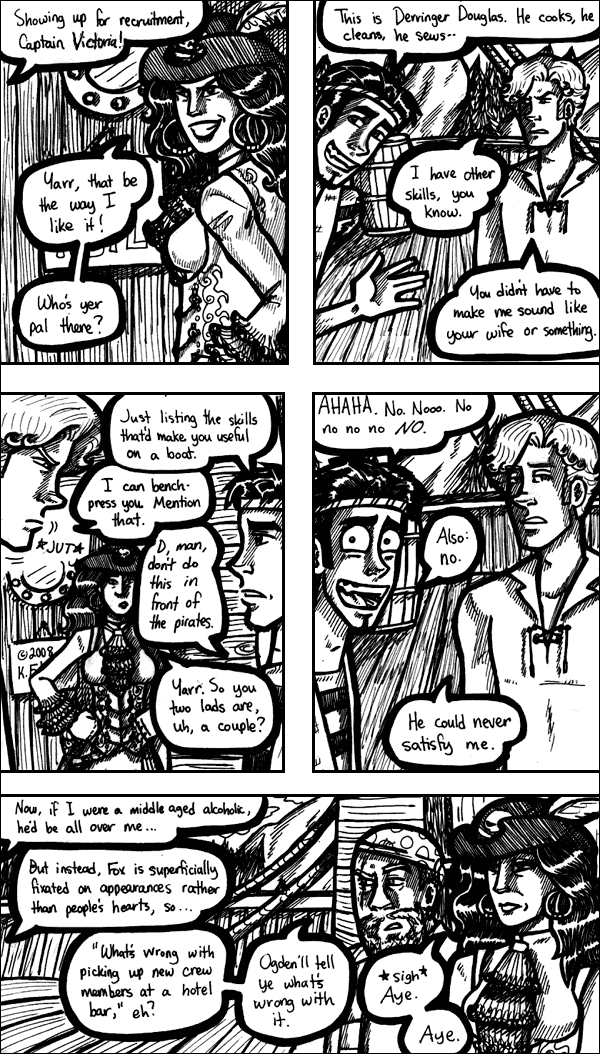 Showing up for recruitment,
Captain Victoria!
Yarr, that be
the way I
like it!
Who's yer
pal there?
This is Derringer Douglas. He cooks, he
cleans, he sews--
I have other
skills, you
know.
You didn't have to
make me sound like
your wife or something.
Just listing the skills
that'd make you useful
on a boat.
I can bench-
press you. Mention
that.
*JUT*
D, man,
don't do
this in
front of
the pirates.
©2008
Yarr. So you
two lads are,
uh, a couple?
AHAHA. No. Nooo. No
no no no NO.
Also:
no.
He could never
satisfy me.
Now, if I were a middle aged alcoholic,
he'd be all over me...
But instead, Fox is superficially
fixated on appearances rather
than people's hearts, so...
"What's wrong with
picking up new crew
members at a hotel
bar," eh?
Ogden'll tell
ye what's
wrong with
it.
*sigh*
Aye.
Aye.